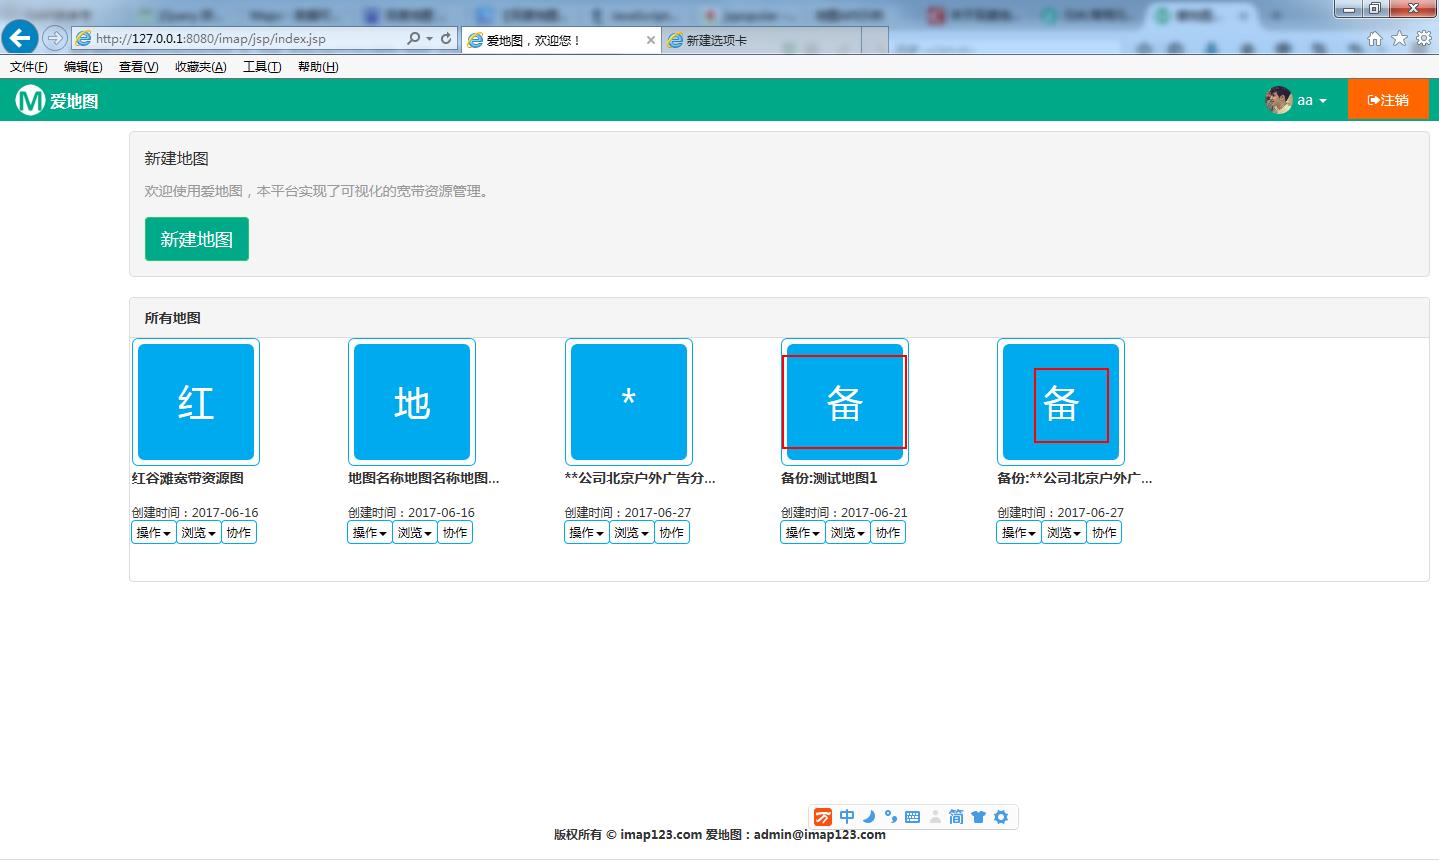 http://127.0.0.1:8080/imap/jsp/index.jsp
爱地图，欢迎您！
新建选项卡
文件(F) 编辑(E) 查看(V) 收藏夹(A) 工具(T) 帮助(H)
M 爱地图
aa
注销
新建地图
欢迎使用爱地图，本平台实现了可视化的宽带资源管理。
新建地图
所有地图
红 地 * 备 备
红谷滩宽带资源图 地图名称地图名称地图... **公司北京户外广告分... 备份:测试地图1 备份:**公司北京户外广...
创建时间：2017-06-16 创建时间：2017-06-16 创建时间：2017-06-27 创建时间：2017-06-21 创建时间：2017-06-27
操作 浏览 协作 操作 浏览 协作 操作 浏览 协作 操作 浏览 协作 操作 浏览 协作
中 简
版权所有 © imap123.com 爱地图：admin@imap123.com